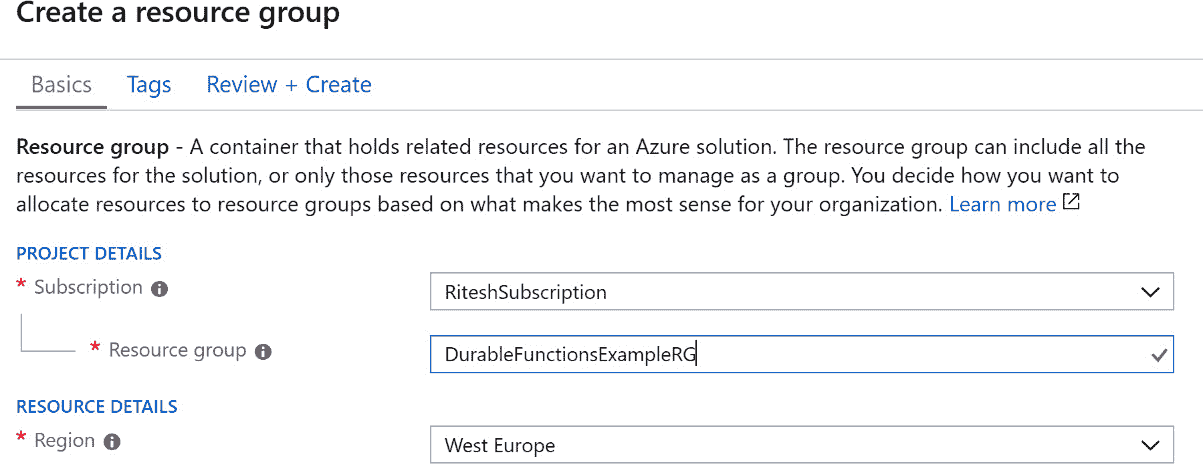 Create a resource group
Basics Tags Review + Create
Resource group - A container that holds related resources for an Azure solution. The resource group can include all the
resources for the solution, or only those resources that you want to manage as a group. You decide how you want to
allocate resources to resource groups based on what makes the most sense for your organization. Learn more
PROJECT DETAILS
* Subscription RiteshSubscription
* Resource group DurableFunctionsExampleRG
RESOURCE DETAILS
* Region West Europe